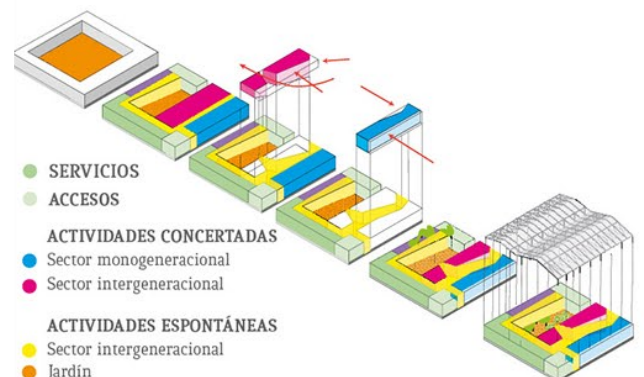 SERVICIOS
ACCESOS
ACTIVIDADES CONCERTADAS
Sector monogeneracional
Sector intergeneracional
ACTIVIDADES ESPONTÁNEAS
Sector intergeneracional
Jardín